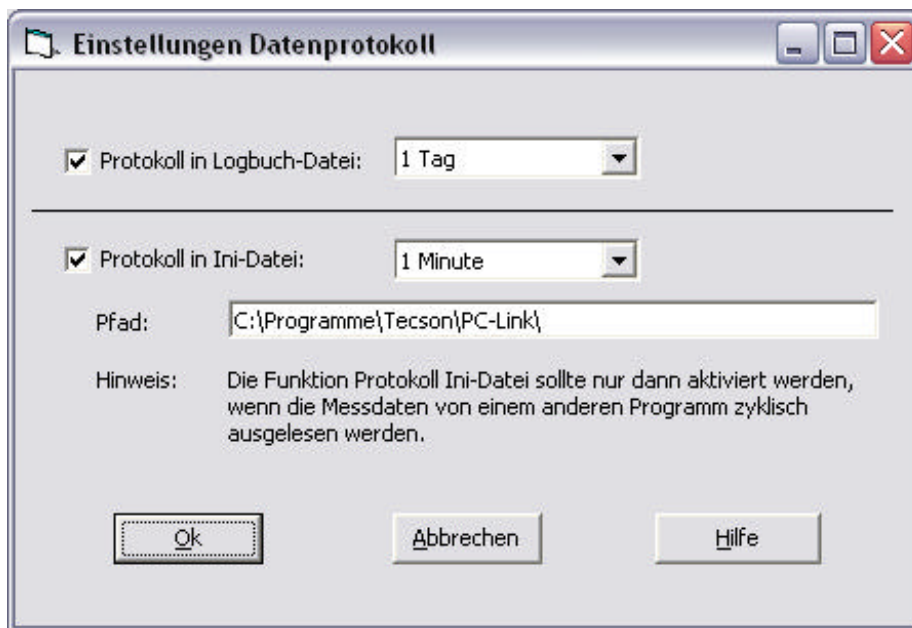 Einstellungen Datenprotokoll
Protokoll in Logbuch-Datei: 1 Tag
Protokoll in Ini-Datei: 1 Minute
Pfad: C:\Programme\Tecson\PC-Link\
Hinweis: Die Funktion Protokoll Ini-Datei sollte nur dann aktiviert werden,
wenn die Messdaten von einem anderen Programm zyklisch
ausgelesen werden.
Ok Abbrechen Hilfe